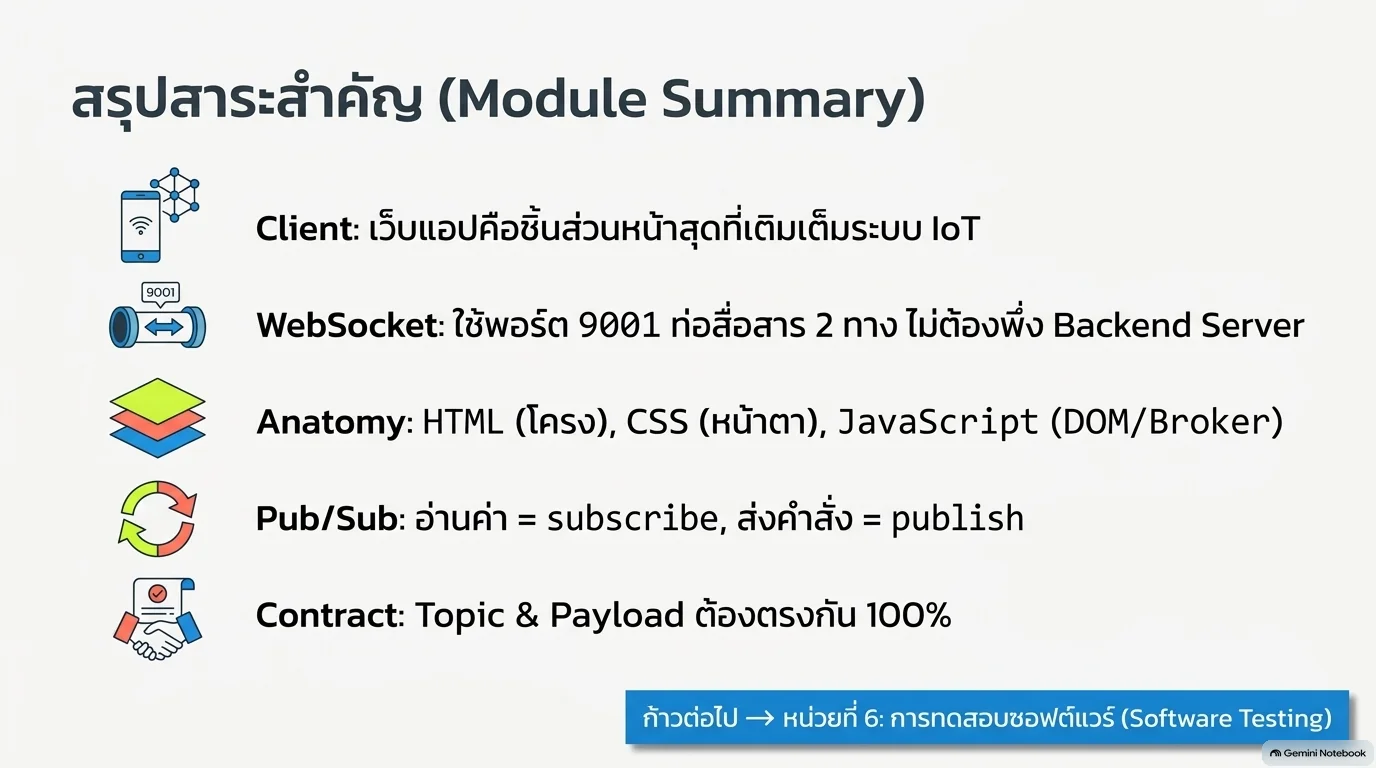 สรุปสาระสำคัญ (Module Summary)
Client: เว็บแอปคือชิ้นส่วนหน้าสุดที่เติมเต็มระบบ IoT
9001
WebSocket: ใช้พอร์ต 9001 ท่อสื่อสาร 2 ทาง ไม่ต้องพึ่ง Backend Server
Anatomy: HTML (โครง), CSS (หน้าตา), JavaScript (DOM/Broker)
Pub/Sub: อ่านค่า = subscribe, ส่งคำสั่ง = publish
Contract: Topic & Payload ต้องตรงกัน 100%
ก้าวต่อไป → หน่วยที่ 6: การทดสอบซอฟต์แวร์ (Software Testing)
Gemini Notebook